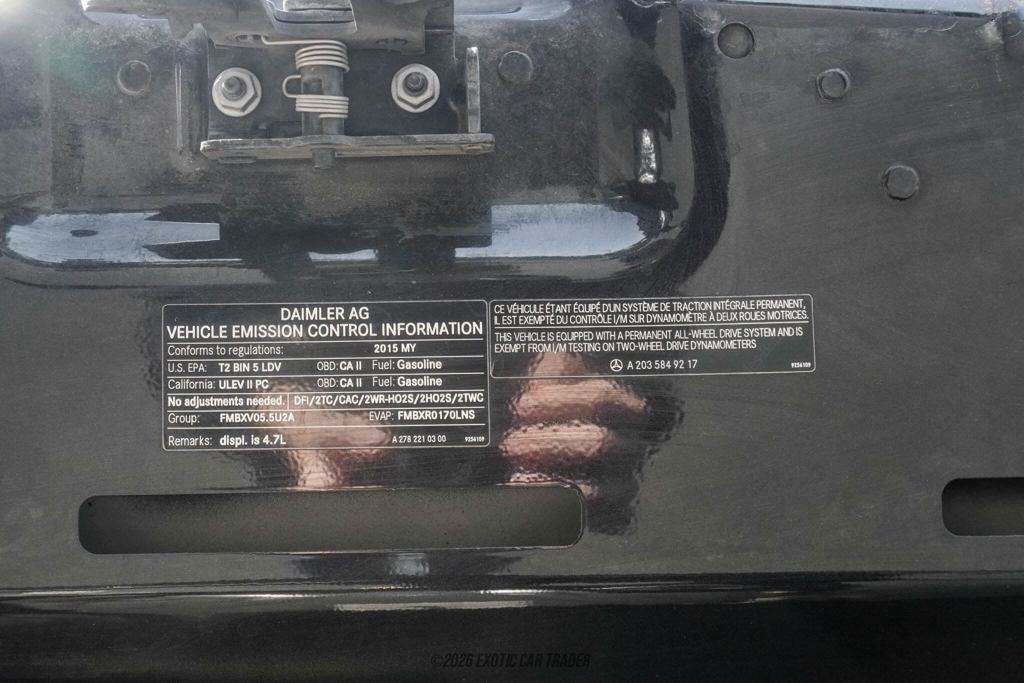 DAIMLER AG
VEHICLE EMISSION CONTROL INFORMATION
Conforms to regulations: 2015 MY
U.S. EPA: T2 BIN 5 LDV OBD: CA II Fuel: Gasoline
California: ULEV II PC OBD: CA II Fuel: Gasoline
No adjustments needed. DFI/2TC/CAC/2WR-HO2S/2HO2S/2TWC
Group: FMBXV05.5U2A EVAP: FMBXR0170LNS
Remarks: displ. is 4.7L A 278 221 03 00 9256109
CE VÉHICULE ÉTANT ÉQUIPÉ D'UN SYSTÈME DE TRACTION INTÉGRALE PERMANENT,
IL EST EXEMPTÉ DU CONTRÔLE I/M SUR DYNAMOMÈTRE À DEUX ROUES MOTRICES.
THIS VEHICLE IS EQUIPPED WITH A PERMANENT ALL-WHEEL DRIVE SYSTEM AND IS
EXEMPT FROM I/M TESTING ON TWO-WHEEL DRIVE DYNAMOMETERS
A 203 584 92 17 9256109
©2026 EXOTIC CAR TRADER